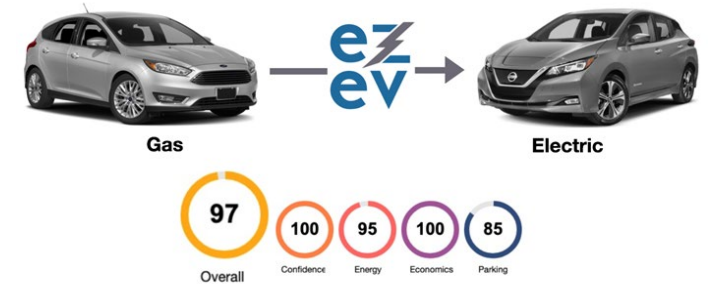 ez
ev
Gas
Electric
97
100
95
100
85
Overall
Confidence
Energy
Economics
Parking